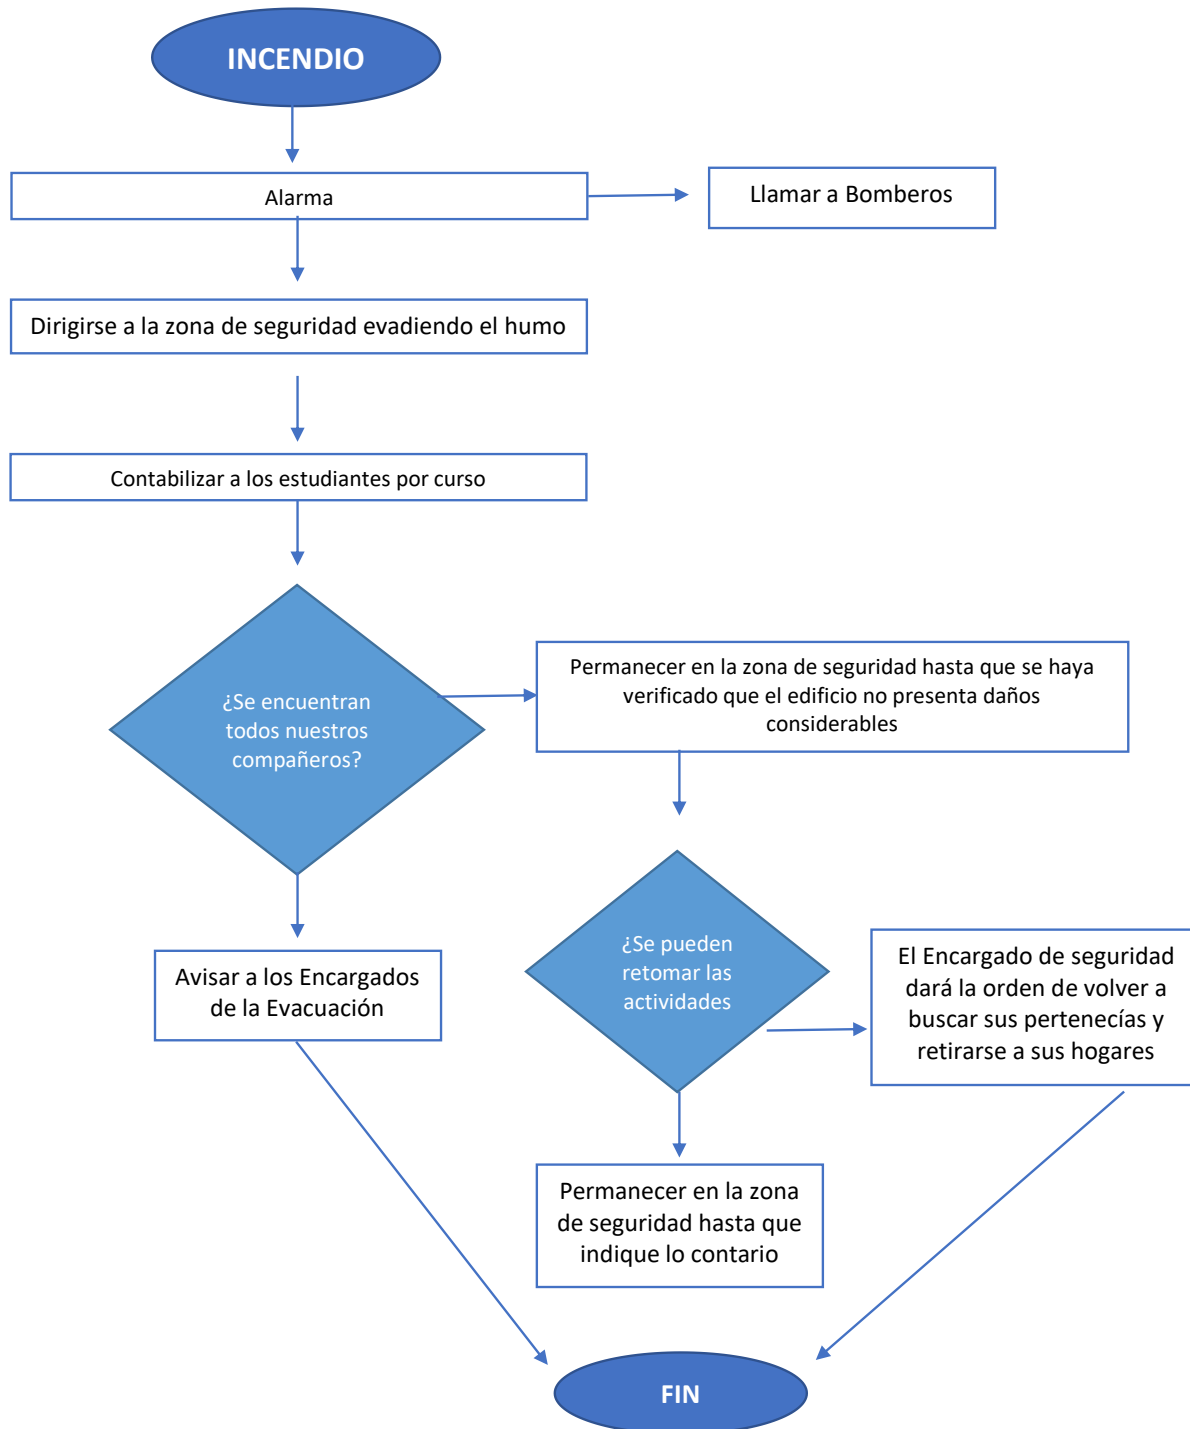 INCENDIO
Alarma
Llamar a Bomberos
Dirigirse a la zona de seguridad evadiendo el humo
Contabilizar a los estudiantes por curso
¿Se encuentran
todos nuestros
compañeros?
Permanecer en la zona de seguridad hasta que se haya
verificado que el edificio no presenta daños
considerables
Avisar a los Encargados
de la Evacuación
¿Se pueden
retomar las
actividades
El Encargado de seguridad
dará la orden de volver a
buscar sus pertenecías y
retirarse a sus hogares
Permanecer en la zona
de seguridad hasta que
indique lo contario
FIN